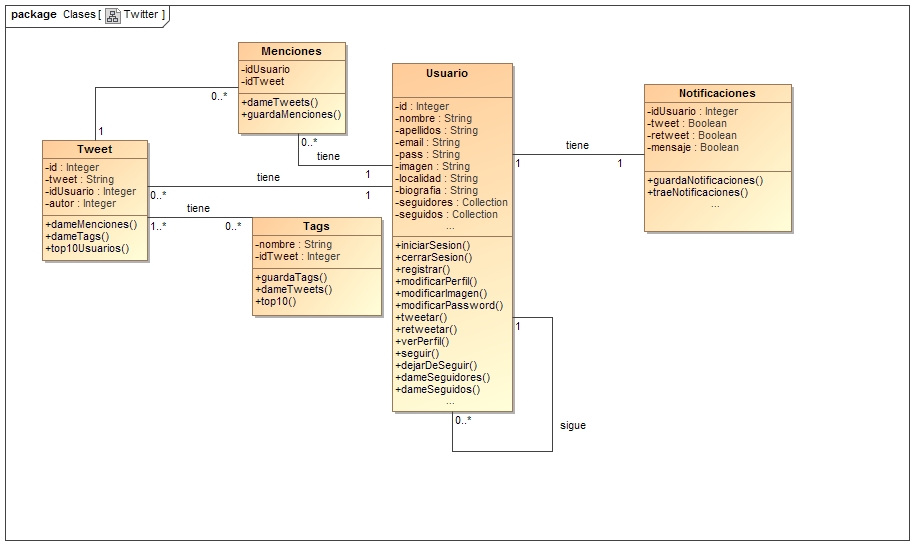 package Clases [ Twitter ]
Menciones
-idUsuario
-idTweet
+dameTweets()
+guardaMenciones()
0..*
1
0..*
tiene
1
Tweet
-id : Integer
-tweet : String
-idUsuario : Integer
-autor : Integer
+dameMenciones()
+dameTags()
+top10Usuarios()
tiene
0..*
1
tiene
1..*
0..*
Tags
-nombre : String
-idTweet : Integer
+guardaTags()
+dameTweets()
+top10()
Usuario
-id : Integer
-nombre : String
-apellidos : String
-email : String
-pass : String
-imagen : String
-localidad : String
-biografia : String
-seguidores : Collection
-seguidos : Collection
...
+iniciarSesion()
+cerrarSesion()
+registrar()
+modificarPerfil()
+modificarImagen()
+modificarPassword()
+tweetar()
+retweetar()
+verPerfil()
+seguir()
+dejarDeSeguir()
+dameSeguidores()
+dameSeguidos()
...
tiene
1
1
Notificaciones
-idUsuario : Integer
-tweet : Boolean
-retweet : Boolean
-mensaje : Boolean
+guardaNotificaciones()
+traeNotificaciones()
...
1
0..*
sigue